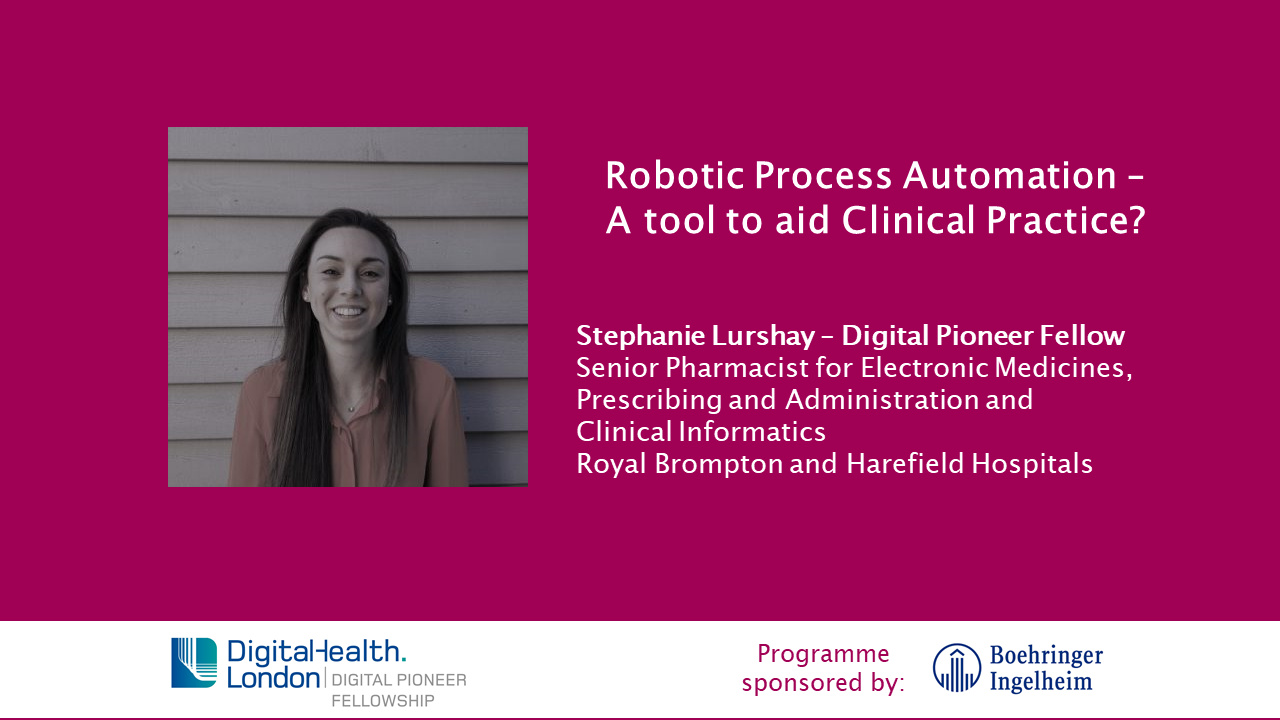 Robotic Process Automation –
A tool to aid Clinical Practice?
Stephanie Lurshay – Digital Pioneer Fellow
Senior Pharmacist for Electronic Medicines,
Prescribing and Administration and
Clinical Informatics
Royal Brompton and Harefield Hospitals
DigitalHealth.
London
DIGITAL PIONEER
FELLOWSHIP
Programme
sponsored by:
Boehringer
Ingelheim